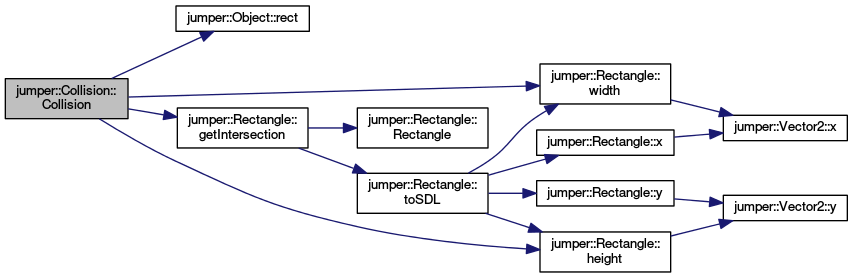 jumper::Object::rect
jumper::Collision::
Collision
jumper::Rectangle::
width
jumper::Rectangle::
getIntersection
jumper::Rectangle::
Rectangle
jumper::Vector2::x
jumper::Rectangle::x
jumper::Rectangle::
toSDL
jumper::Rectangle::y
jumper::Vector2::y
jumper::Rectangle::
height